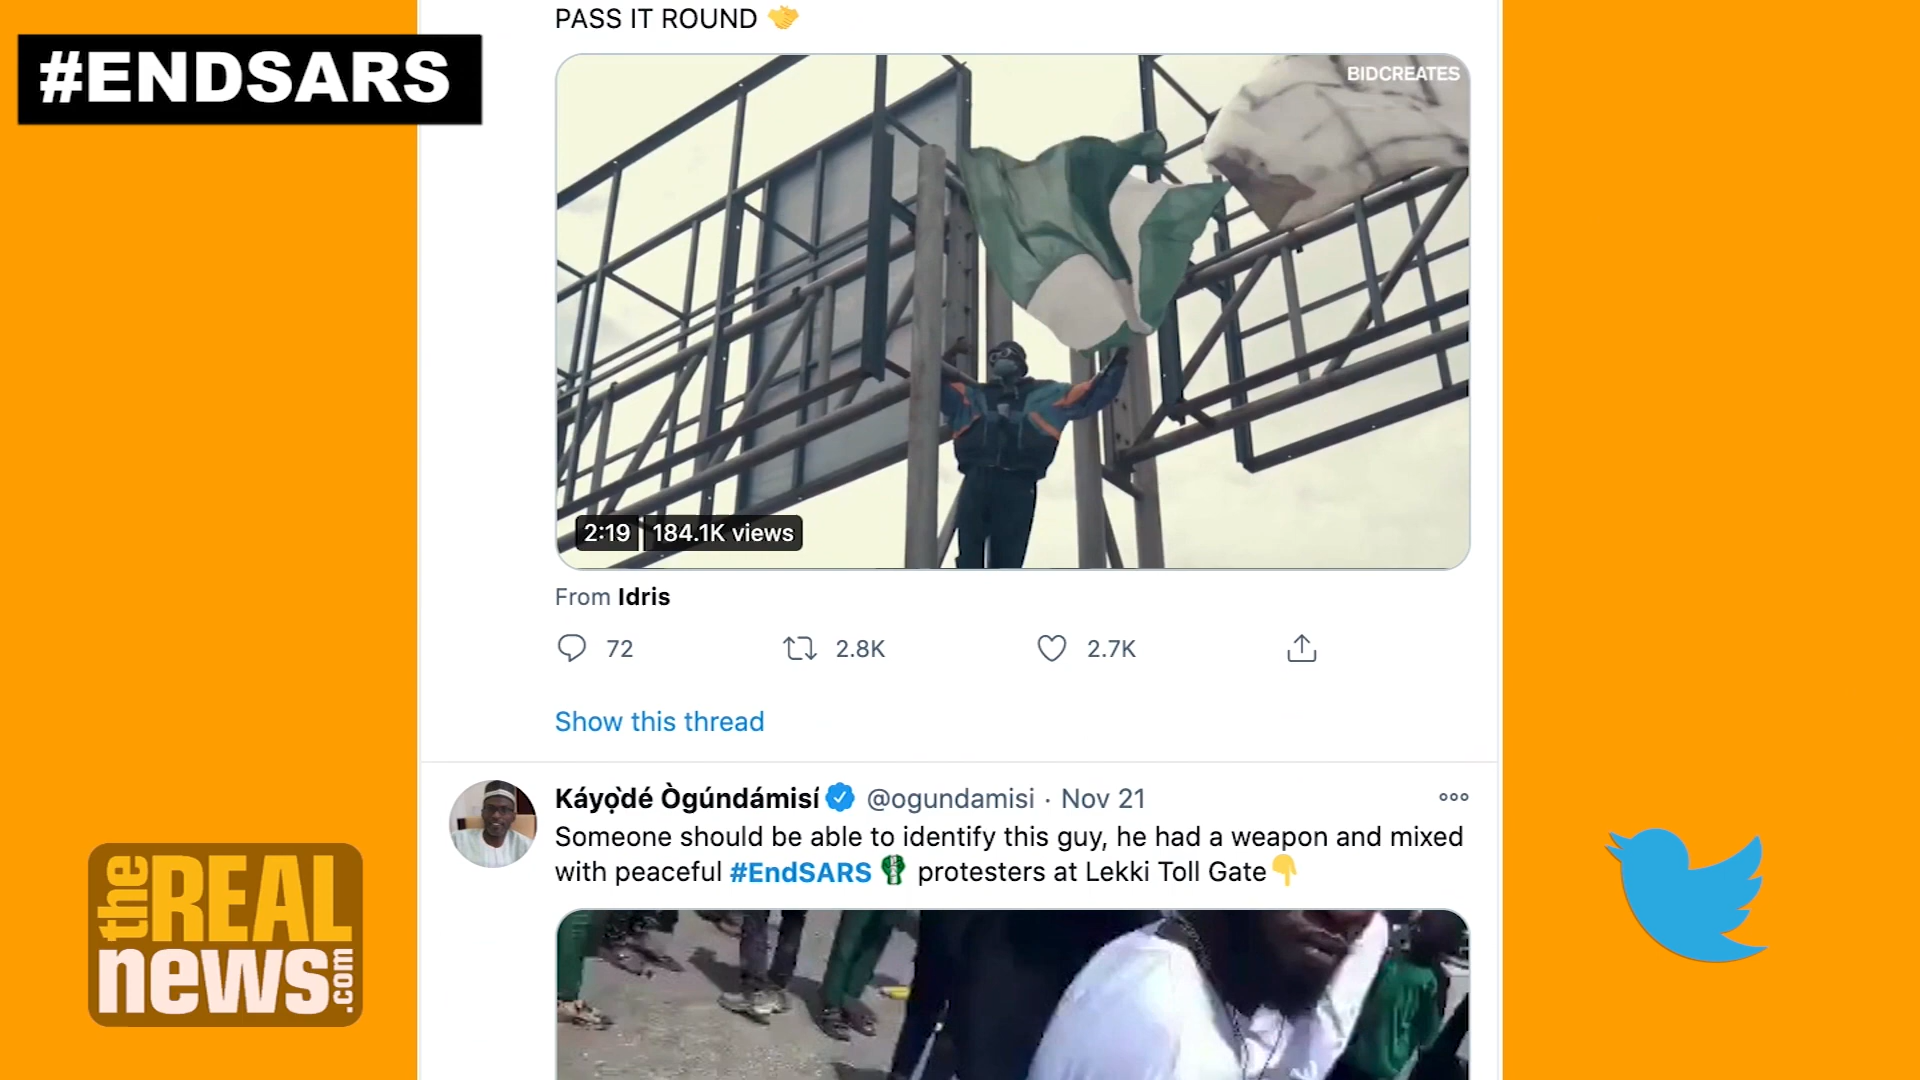 PASS IT ROUND 🤝
#ENDSARS
BIDCREATES
2:19 184.1K views
From Idris
72 2.8K 2.7K
Show this thread
Káyọ̀dé Ògúndámisí @ogundamisi · Nov 21
Someone should be able to identify this guy, he had a weapon and mixed
with peaceful #EndSARS protesters at Lekki Toll Gate👇
the REAL
news.com